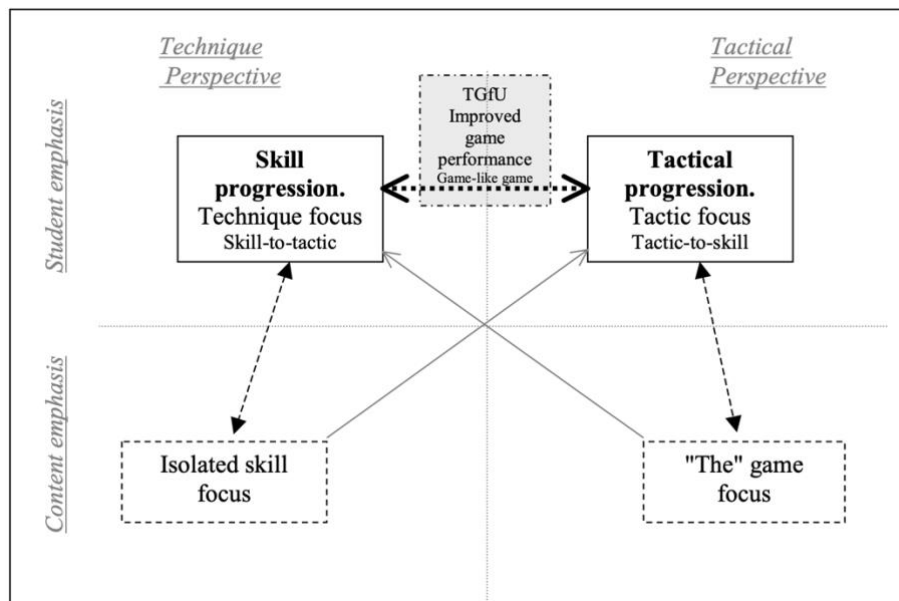 Technique
Perspective
Tactical
Perspective
Student emphasis
TGfU
Improved
game
performance
Game-like game
Skill
progression.
Technique focus
Skill-to-tactic
Tactical
progression.
Tactic focus
Tactic-to-skill
Content emphasis
Isolated skill
focus
"The" game
focus